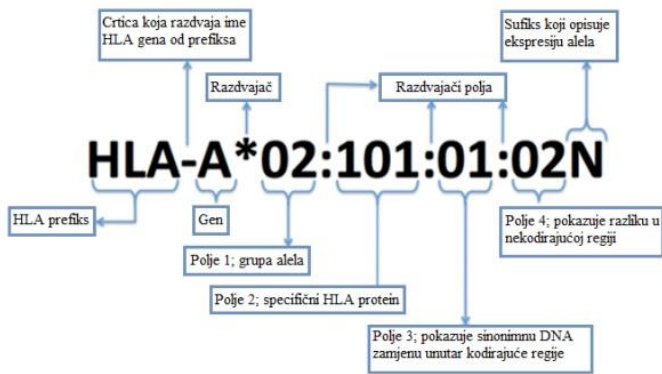 Crtica koja razdvaja ime
HLA gena od prefiksa
Sufiks koji opisuje
ekspresiju alela
Razdvajač
Razdvajači polja
HLA-A*02:101:01:02N
HLA prefiks
Gen
Polje 1; grupa alela
Polje 4; pokazuje razliku u
nekodirajućoj regiji
Polje 2; specifični HLA protein
Polje 3; pokazuje sinonimnu DNA
zamjenu unutar kodirajuće regije